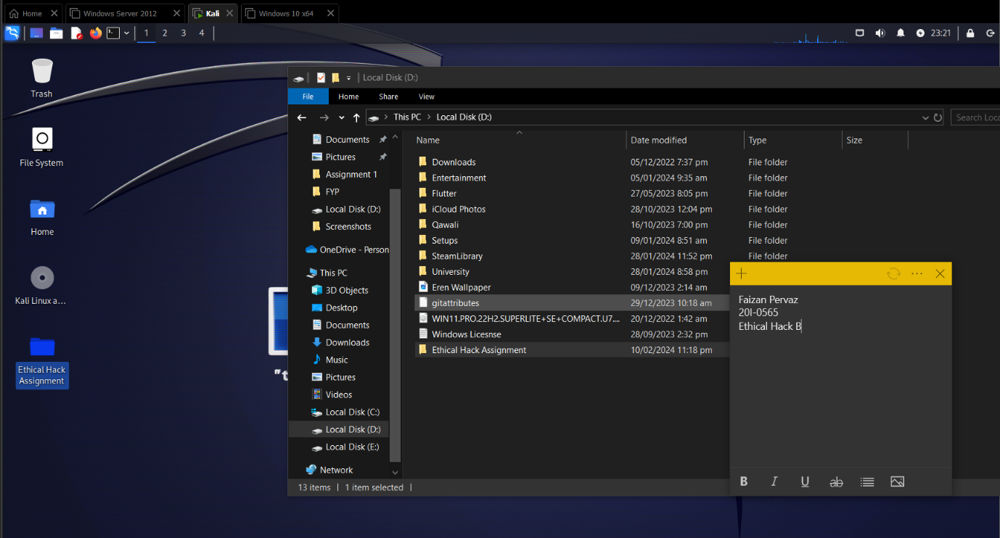 Home
Windows Server 2012
Kali
Windows 10 x64
1 2 3 4
23:21
Trash
File System
Home
Kali Linux a...
Ethical Hack
Assignment
"t
Local Disk (D:)
File Home Share View
This PC > Local Disk (D:)
Search Loca
Documents
Pictures
Assignment 1
FYP
Local Disk (D:)
Screenshots
OneDrive - Person
This PC
3D Objects
Desktop
Documents
Downloads
Music
Pictures
Videos
Local Disk (C:)
Local Disk (D:)
Local Disk (E:)
Network
Name Date modified Type Size
Downloads 05/12/2022 7:37 pm File folder
Entertainment 05/01/2024 9:35 am File folder
Flutter 27/05/2023 8:05 pm File folder
iCloud Photos 28/10/2023 12:04 pm File folder
Qawali 16/10/2023 7:00 pm File folder
Setups 09/01/2024 8:51 am File folder
SteamLibrary 28/01/2024 11:52 pm File folder
University 28/01/2024 8:58 pm
Eren Wallpaper 09/12/2023 2:14 am
gitattributes 29/12/2023 10:18 am
WIN11.PRO.22H2.SUPERLITE+SE+COMPACT.U7.... 20/12/2022 1:42 am
Windows Licesnse 28/09/2023 2:32 pm
Ethical Hack Assignment 10/02/2024 11:18 pm
13 items | 1 item selected |
Faizan Pervaz
20I-0565
Ethical Hack B
B I U ab